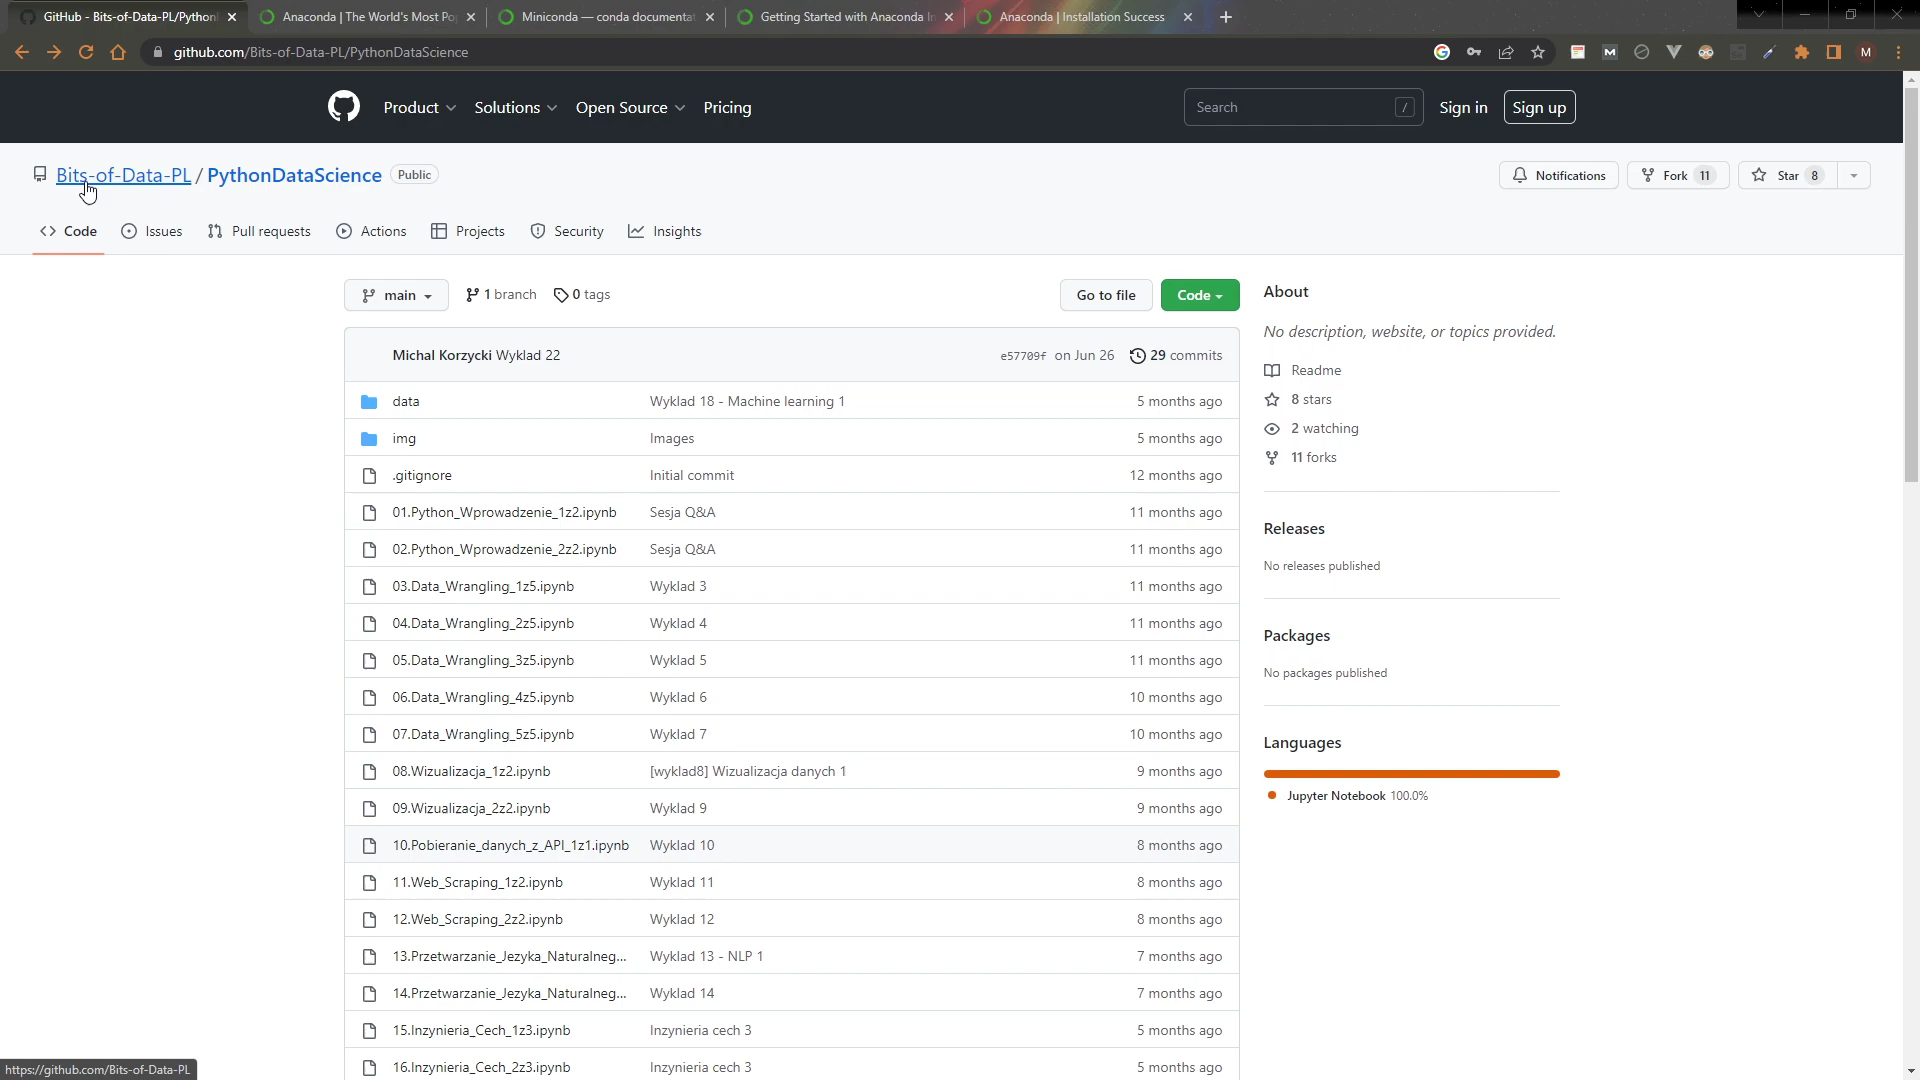 GitHub - Bits-of-Data-PL/Python
Anaconda | The World's Most Po
Miniconda — conda documentat
Getting Started with Anaconda In
Anaconda | Installation Success
github.com/Bits-of-Data-PL/PythonDataScience
M
Product
Solutions
Open Source
Pricing
Search
/
Sign in
Sign up
Bits-of-Data-PL / PythonDataScience Public
Notifications
Fork 11
Star 8
Code
Issues
Pull requests
Actions
Projects
Security
Insights
main
1 branch
0 tags
Go to file
Code
Michal Korzycki Wyklad 22 e57709f on Jun 26 29 commits
data Wyklad 18 - Machine learning 1 5 months ago
img Images 5 months ago
.gitignore Initial commit 12 months ago
01.Python_Wprowadzenie_1z2.ipynb Sesja Q&A 11 months ago
02.Python_Wprowadzenie_2z2.ipynb Sesja Q&A 11 months ago
03.Data_Wrangling_1z5.ipynb Wyklad 3 11 months ago
04.Data_Wrangling_2z5.ipynb Wyklad 4 11 months ago
05.Data_Wrangling_3z5.ipynb Wyklad 5 11 months ago
06.Data_Wrangling_4z5.ipynb Wyklad 6 10 months ago
07.Data_Wrangling_5z5.ipynb Wyklad 7 10 months ago
08.Wizualizacja_1z2.ipynb [wyklad8] Wizualizacja danych 1 9 months ago
09.Wizualizacja_2z2.ipynb Wyklad 9 9 months ago
10.Pobieranie_danych_z_API_1z1.ipynb Wyklad 10 8 months ago
11.Web_Scraping_1z2.ipynb Wyklad 11 8 months ago
12.Web_Scraping_2z2.ipynb Wyklad 12 8 months ago
13.Przetwarzanie_Jezyka_Naturalneg... Wyklad 13 - NLP 1 7 months ago
14.Przetwarzanie_Jezyka_Naturalneg... Wyklad 14 7 months ago
15.Inzynieria_Cech_1z3.ipynb Inzynieria cech 3 5 months ago
16.Inzynieria_Cech_2z3.ipynb Inzynieria cech 3 5 months ago
About
No description, website, or topics provided.
Readme
8 stars
2 watching
11 forks
Releases
No releases published
Packages
No packages published
Languages
Jupyter Notebook 100.0%
https://github.com/Bits-of-Data-PL